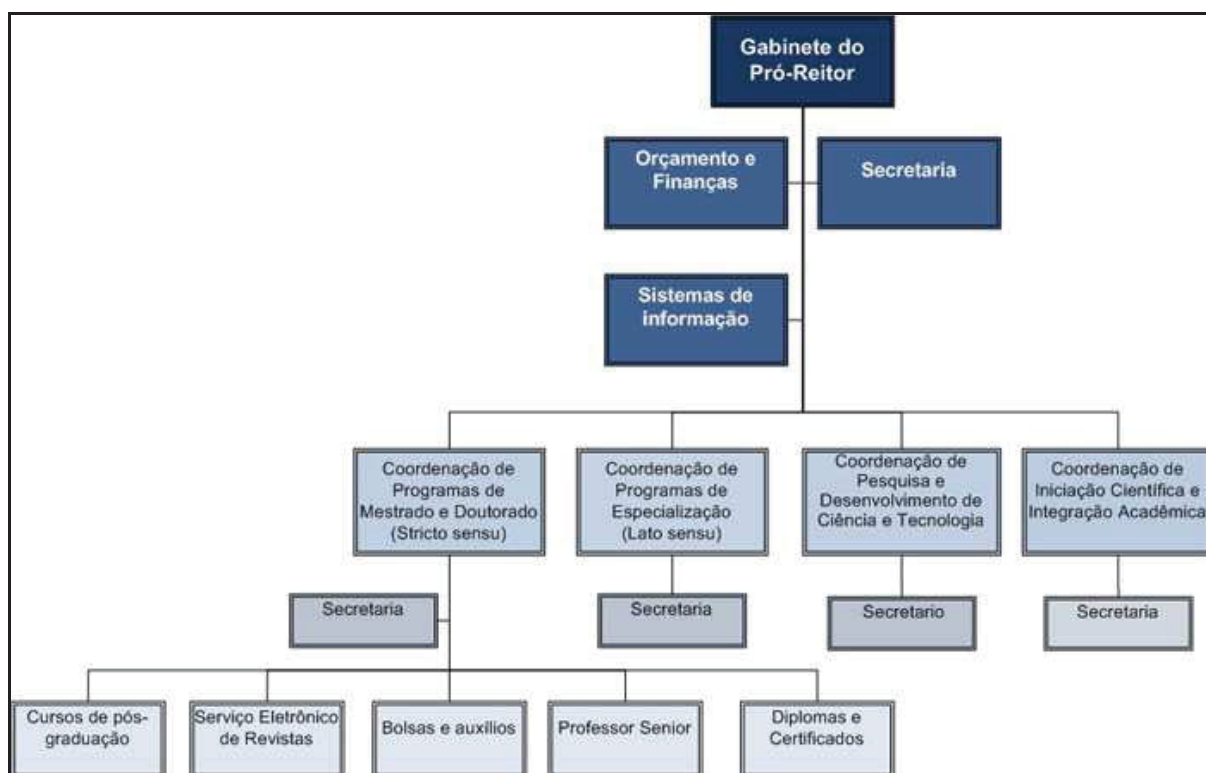 Gabinete do
Pró-Reitor
Orçamento e
Finanças
Secretaria
Sistemas de
informação
Coordenação de
Programas de
Mestrado e Doutorado
(Stricto sensu)
Coordenação de
Programas de
Especialização
(Lato sensu)
Coordenação de
Pesquisa e
Desenvolvimento de
Ciência e Tecnologia
Coordenação de
Iniciação Científica e
Integração Acadêmica
Secretaria
Secretaria
Secretario
Secretaria
Cursos de pós-
graduação
Serviço Eletrônico
de Revistas
Bolsas e auxílios
Professor Senior
Diplomas e
Certificados